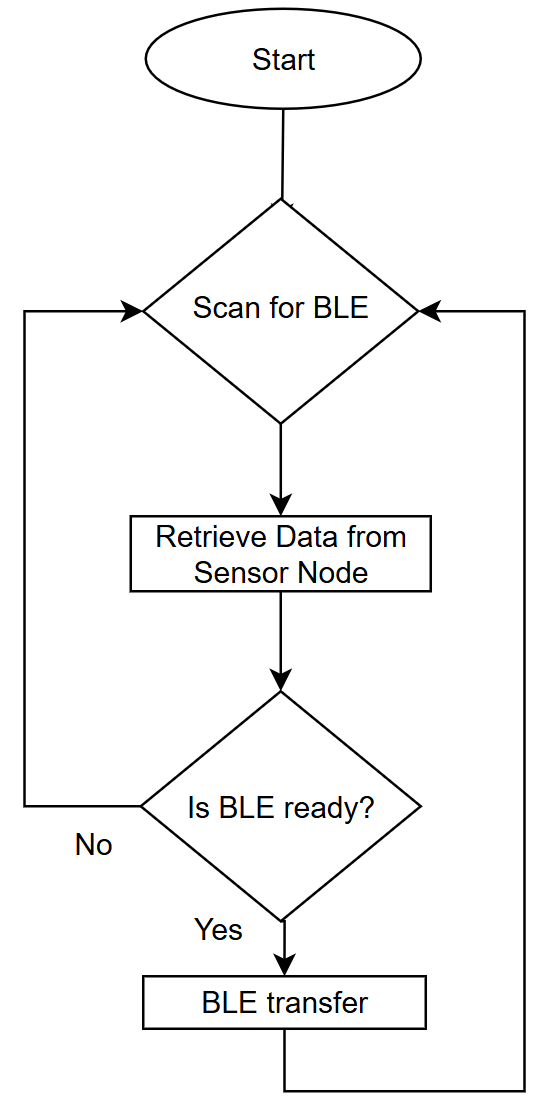 Start
Scan for BLE
Retrieve Data from
Sensor Node
Is BLE ready?
No
Yes
BLE transfer